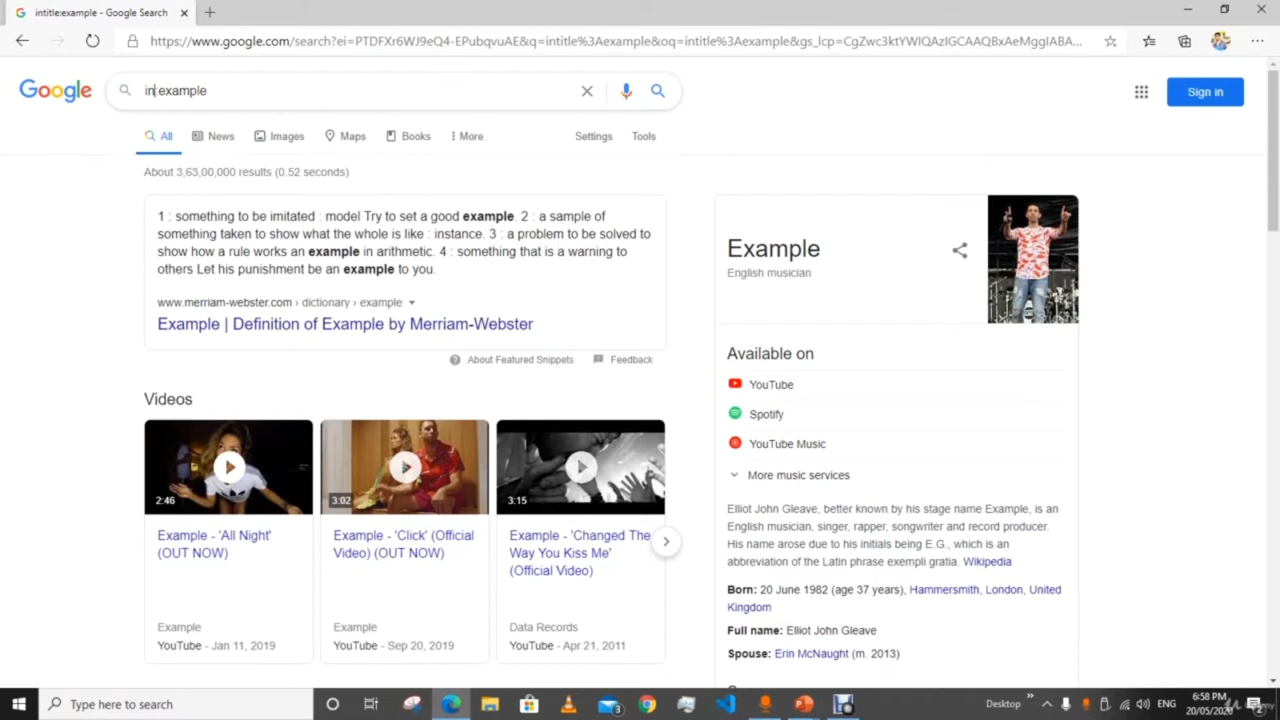 intitle:example - Google Search
https://www.google.com/search?ei=PTDFXr6WJ9eQ4-EPubqvuAE&q=intitle%3Aexample&oq=intitle%3Aexample&gs_lcp=CgZwc3ktYWIQAzIGCAAQBxAeMggIABA...
Google
in example
Sign in
All
News
Images
Maps
Books
More
Settings
Tools
About 3,63,00,000 results (0.52 seconds)
1 : something to be imitated : model Try to set a good example. 2 : a sample of
something taken to show what the whole is like : instance. 3 : a problem to be solved to
show how a rule works an example in arithmetic. 4 : something that is a warning to
others Let his punishment be an example to you.
www.merriam-webster.com › dictionary › example
Example | Definition of Example by Merriam-Webster
About Featured Snippets
Feedback
Videos
2:46
3:02
3:15
Example - 'All Night'
(OUT NOW)
Example
YouTube - Jan 11, 2019
Example - 'Click' (Official
Video) (OUT NOW)
Example
YouTube - Sep 20, 2019
Example - 'Changed The
Way You Kiss Me'
(Official Video)
Data Records
YouTube - Apr 21, 2011
Example
English musician
Available on
YouTube
Spotify
YouTube Music
More music services
Elliot John Gleave, better known by his stage name Example, is an
English musician, singer, rapper, songwriter and record producer.
His name arose due to his initials being E.G., which is an
abbreviation of the Latin phrase exempli gratia. Wikipedia
Born: 20 June 1982 (age 37 years), Hammersmith, London, United
Kingdom
Full name: Elliot John Gleave
Spouse: Erin McNaught (m. 2013)
Type here to search
3
Desktop
ENG
6:58 PM